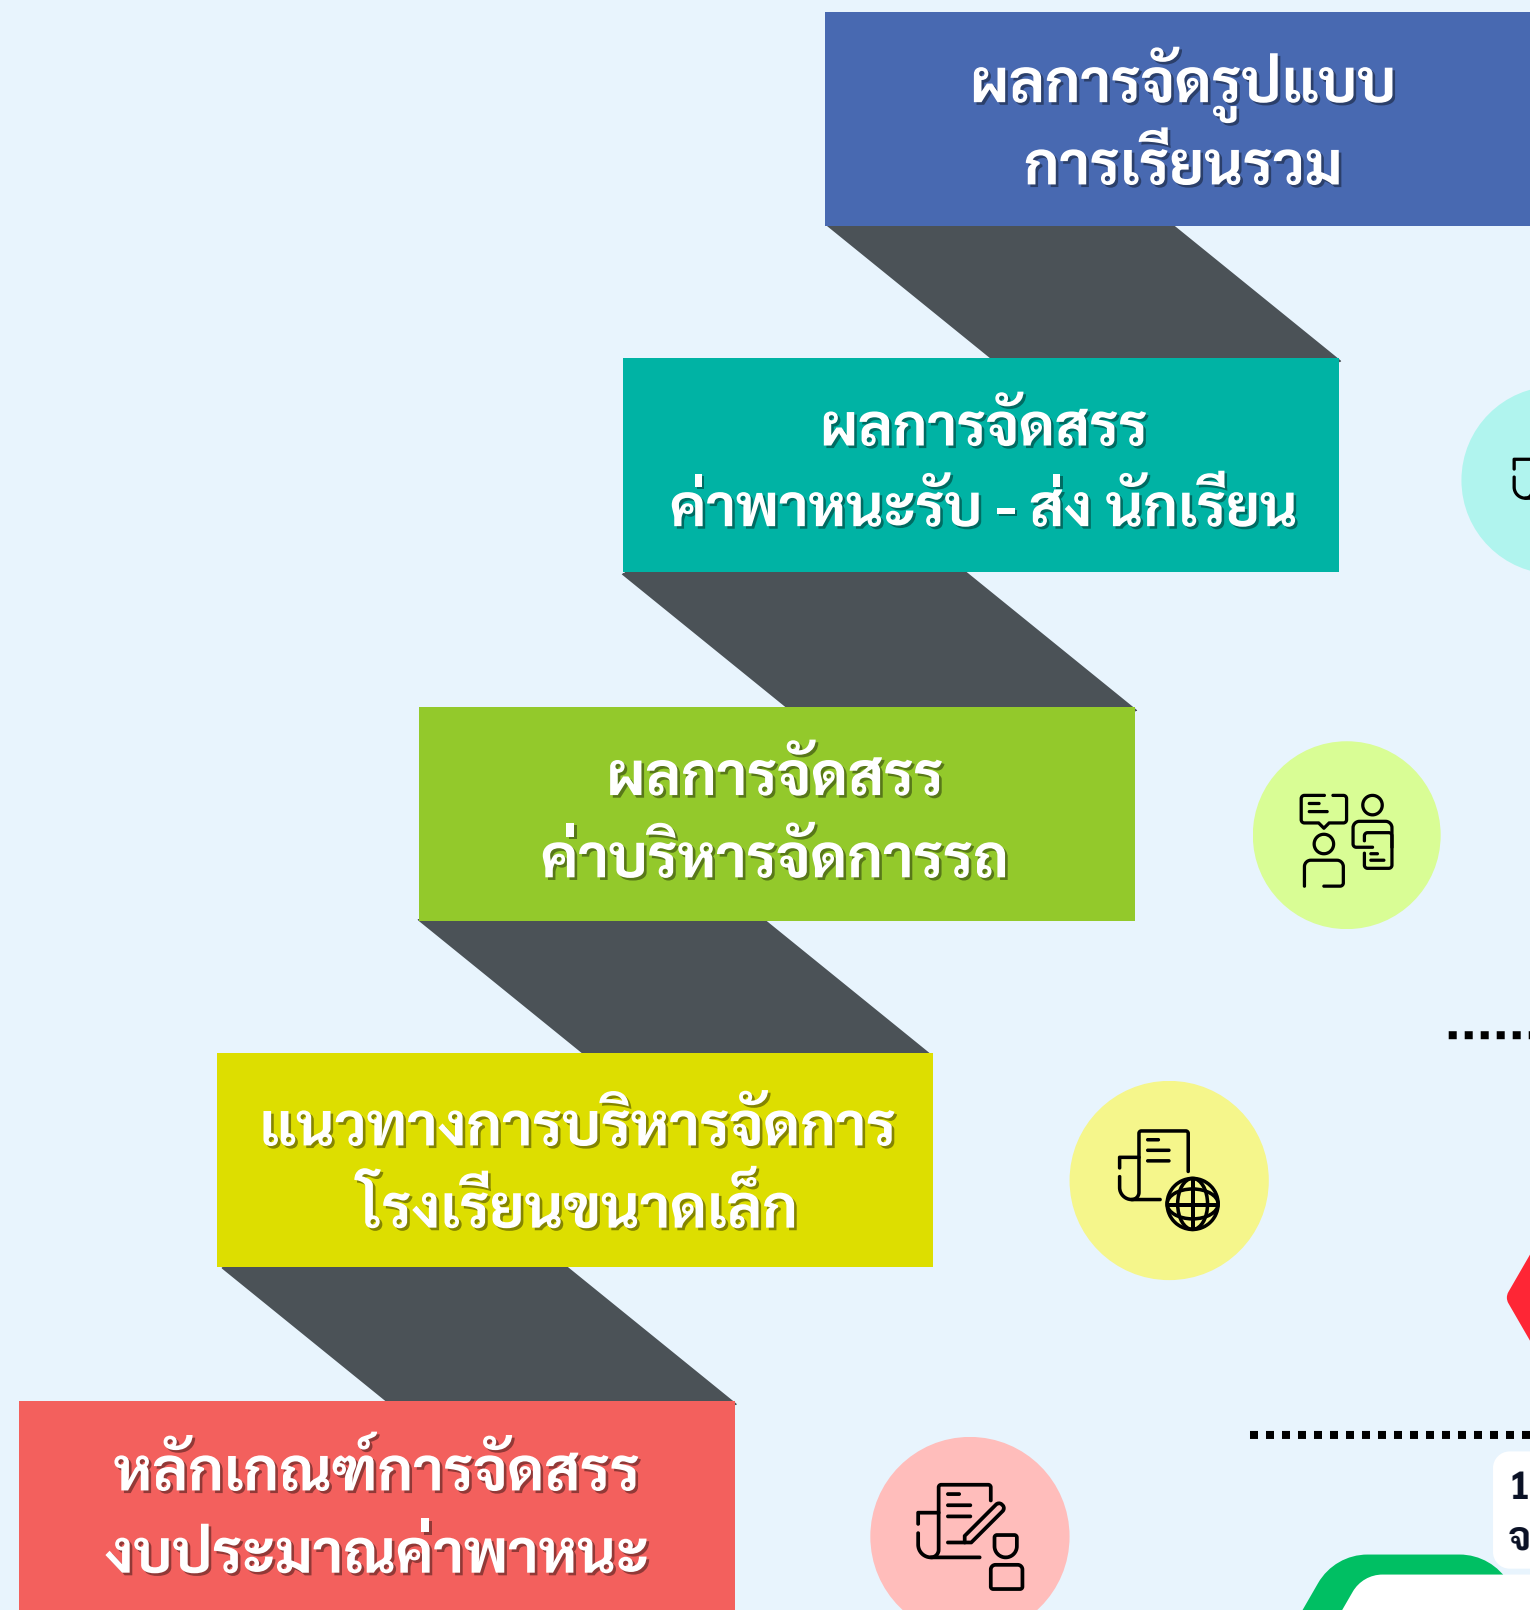 ผลการจัดรูปแบบ
การเรียนรวม
ผลการจัดสรร
ค่าพาหนะรับ - ส่ง นักเรียน
ผลการจัดสรร
ค่าบริหารจัดการรถ
แนวทางการบริหารจัดการ
โรงเรียนขนาดเล็ก
หลักเกณฑ์การจัดสรร
งบประมาณค่าพาหนะ
1
จ